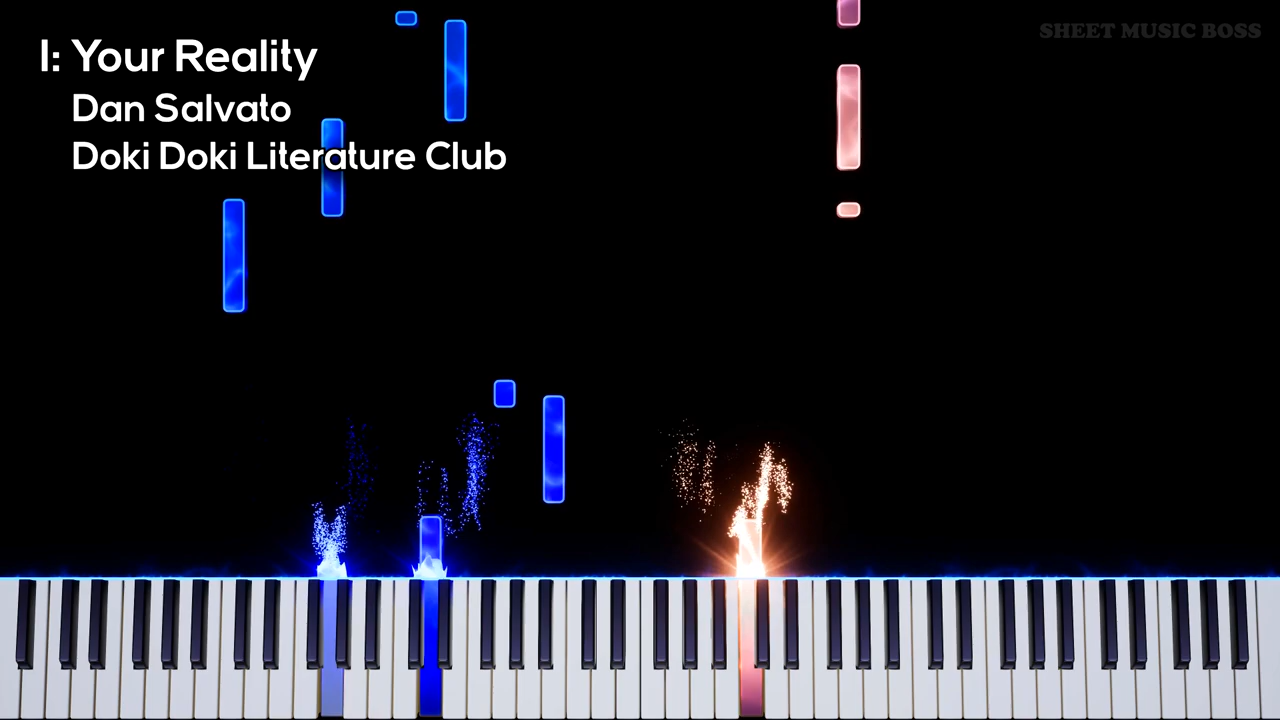 I: Your Reality
Dan Salvato
Doki Doki Literature Club
SHEET MUSIC BOSS